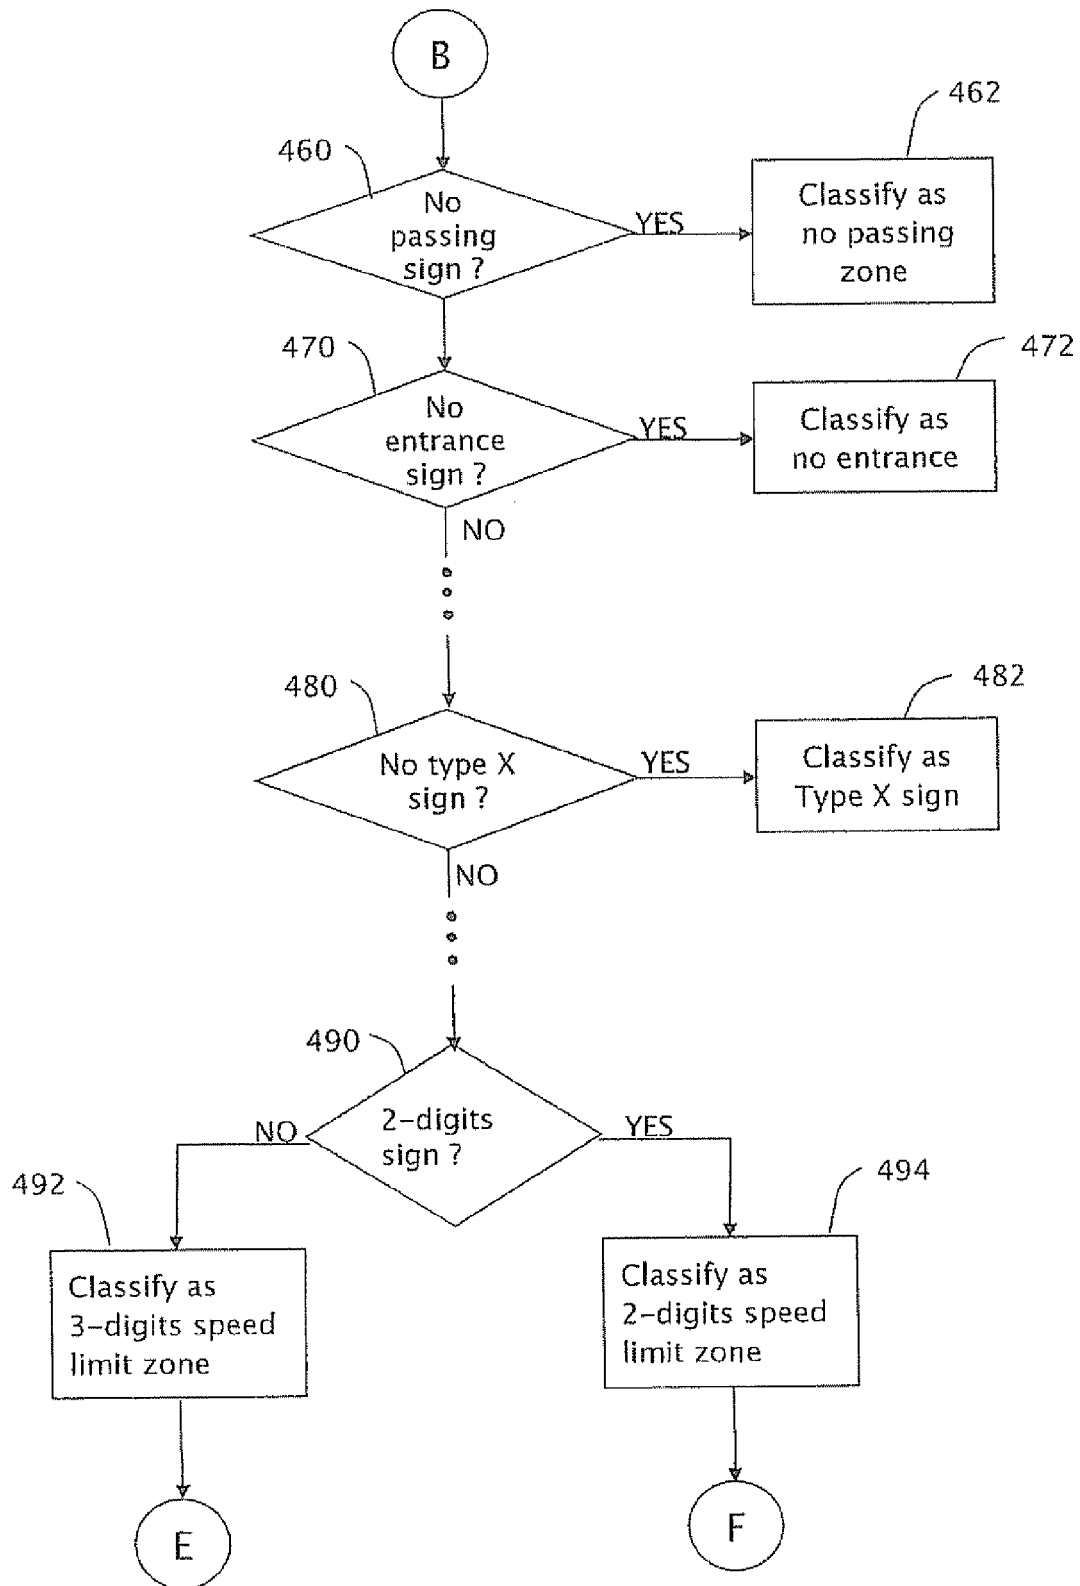 B
460
No
passing
sign ?
YES
462
Classify as
no passing
zone
470
No
entrance
sign ?
YES
472
Classify as
no entrance
NO
480
No type X
sign ?
YES
482
Classify as
Type X sign
NO
490
2-digits
sign ?
NO
YES
492
Classify as
3-digits speed
limit zone
494
Classify as
2-digits speed
limit zone
E
F